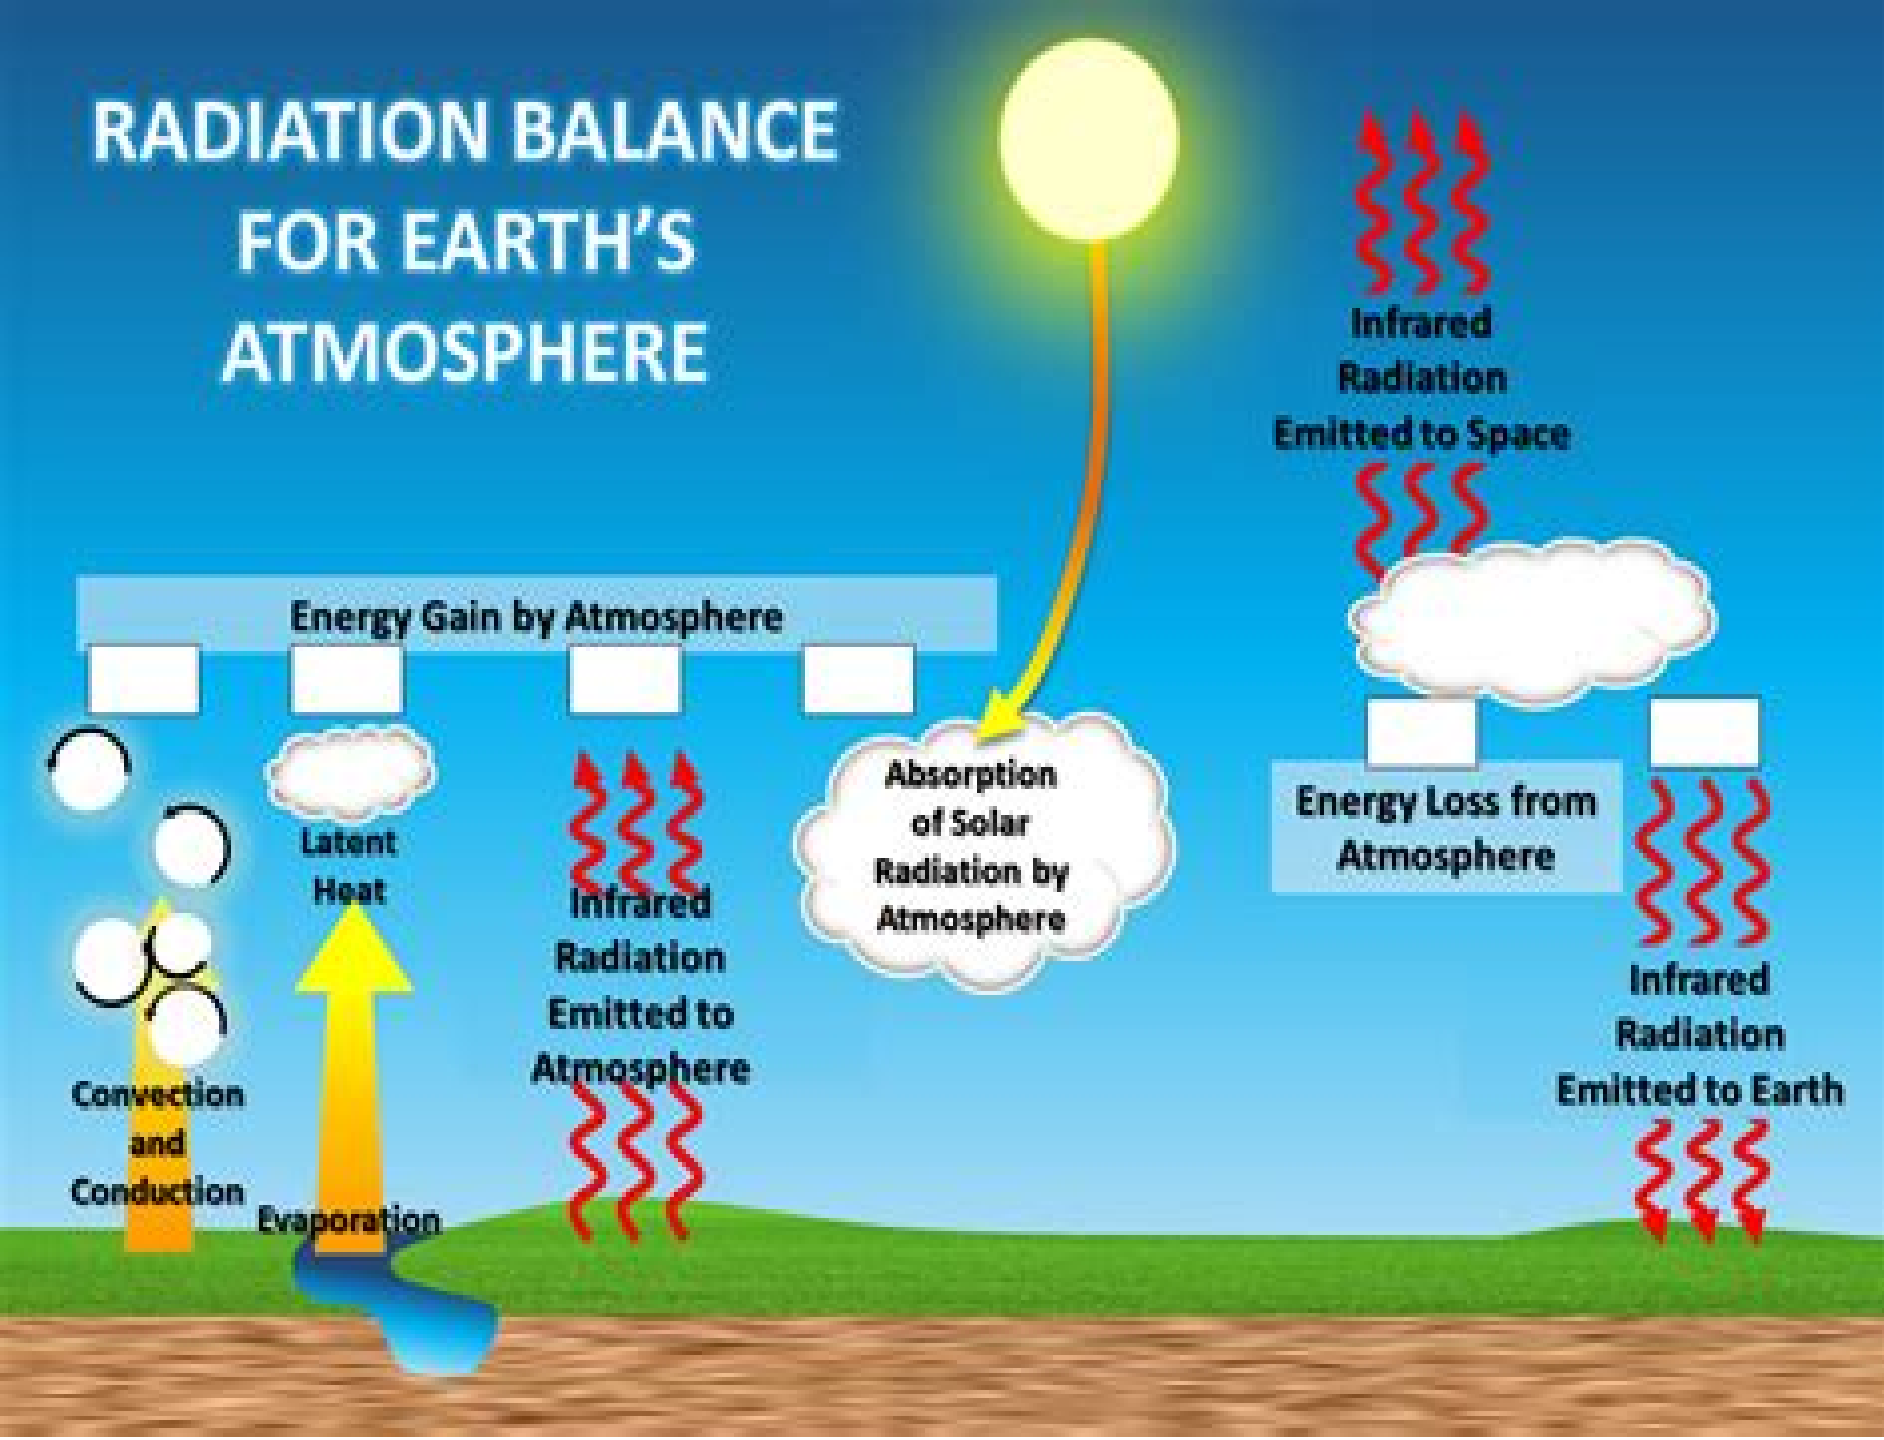 RADIATION BALANCE
FOR EARTH'S
ATMOSPHERE
Infrared
Radiation
Emitted to Space
Energy Gain by Atmosphere
Absorption
of Solar
Radiation by
Atmosphere
Energy Loss from
Atmosphere
Latent
Heat
Infrared
Radiation
Emitted to
Atmosphere
Infrared
Radiation
Emitted to Earth
Convection
and
Conduction
Evaporation